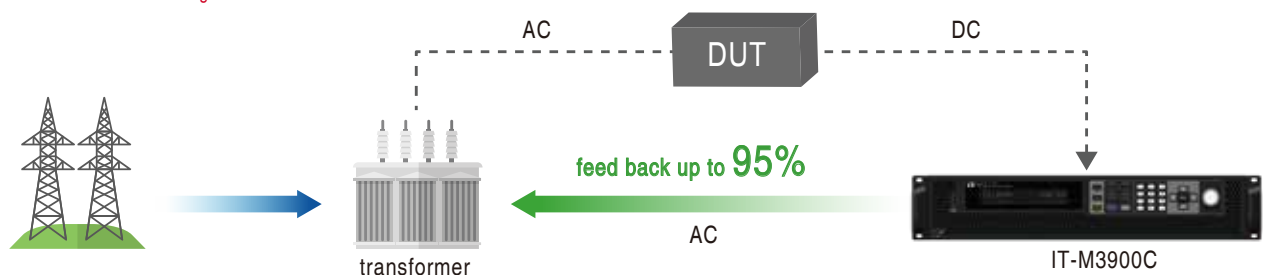 AC
DUT
DC
feed back up to 95%
AC
transformer
IT-M3900C